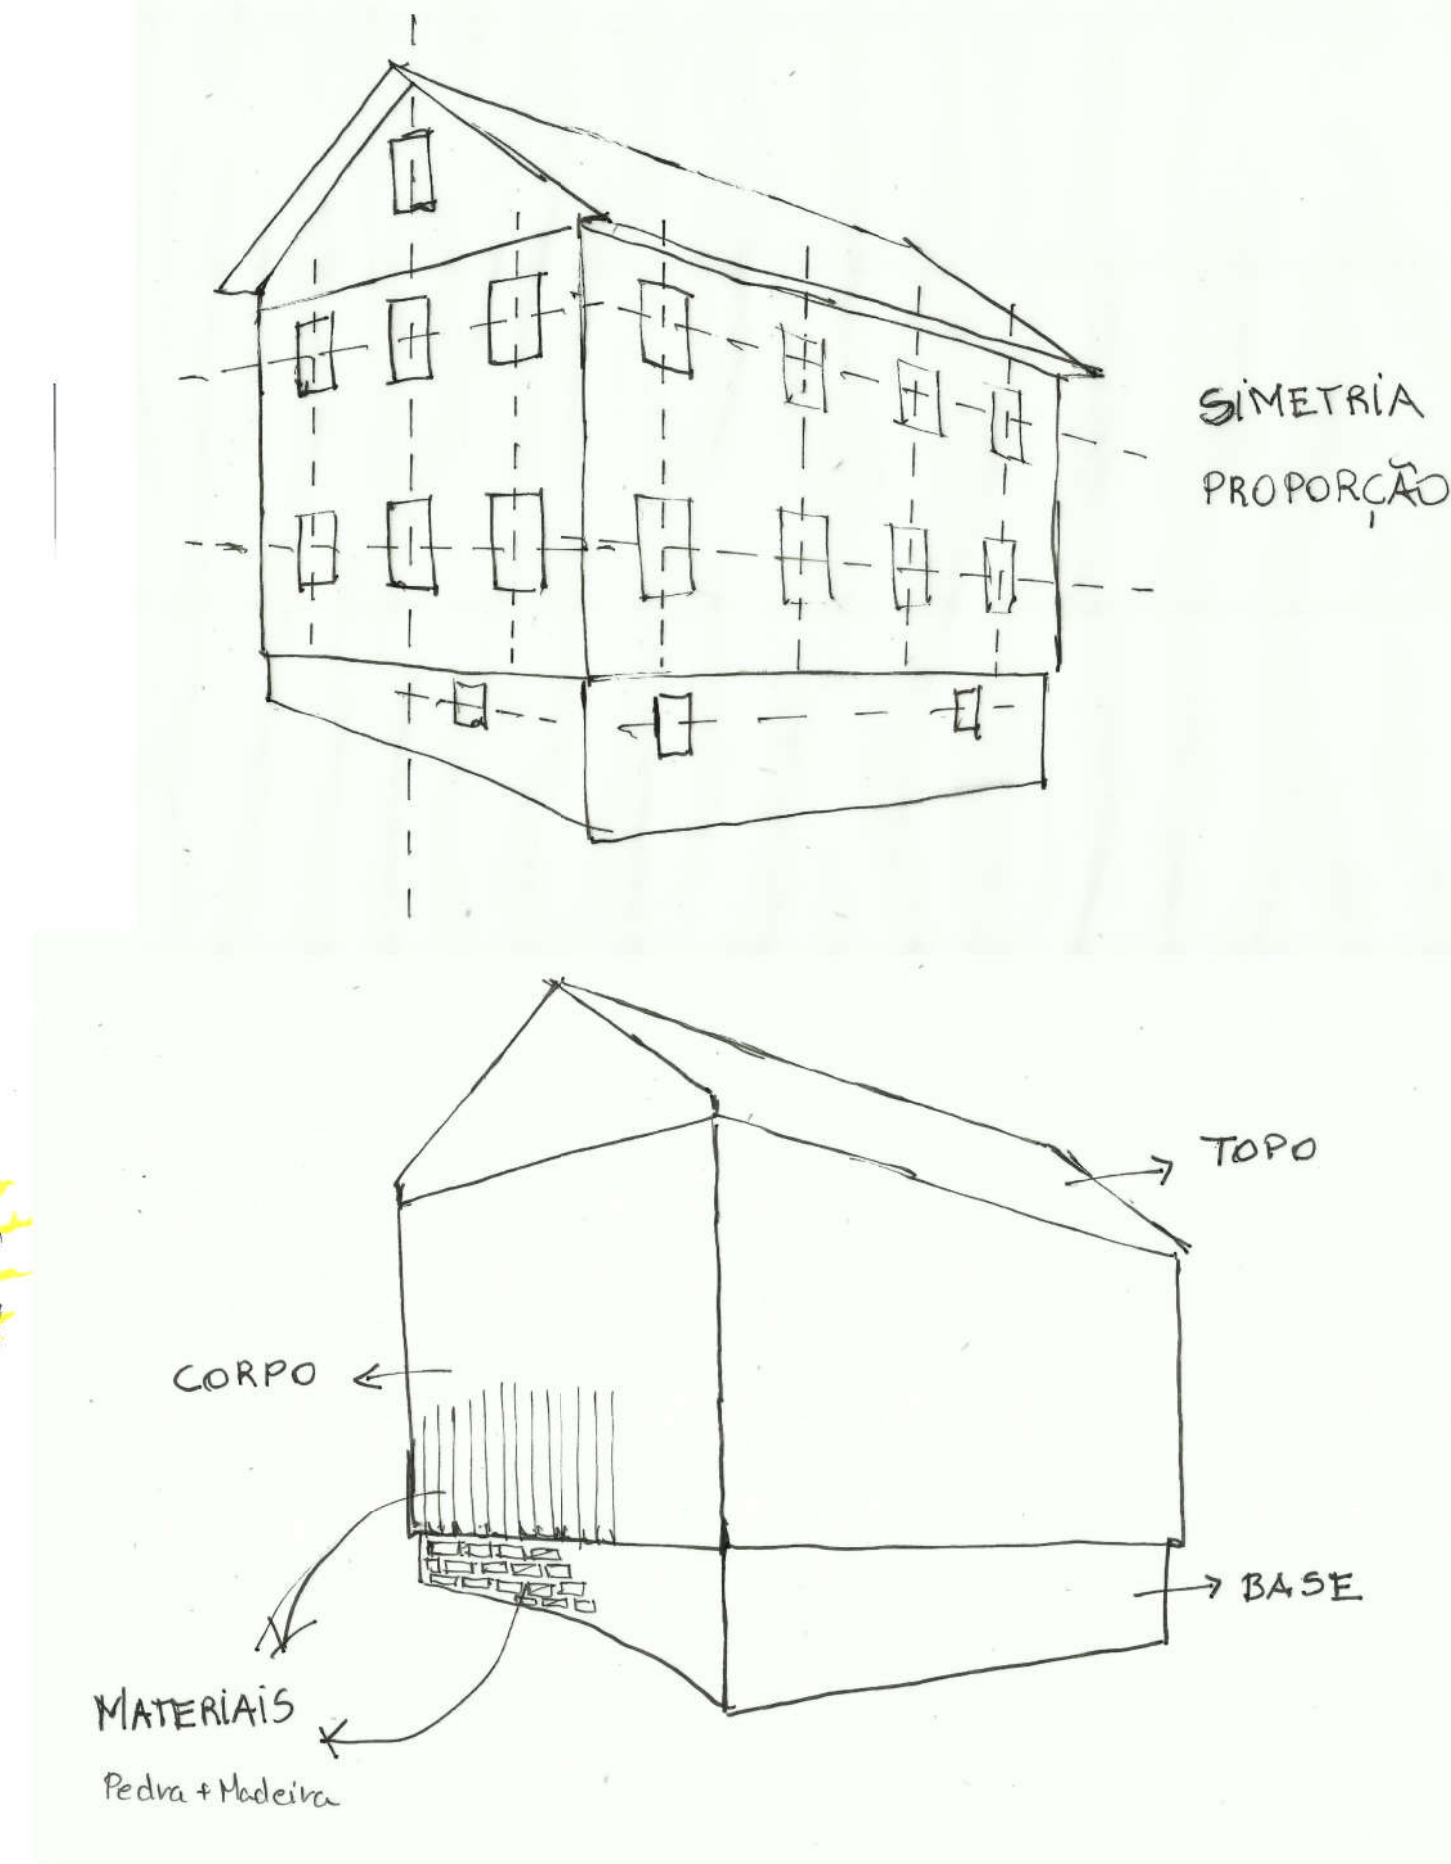 SiMETRiA
PROPORÇÃO
TOPO
CORPO
BASE
MATERiAiS
Pedra + Madeira